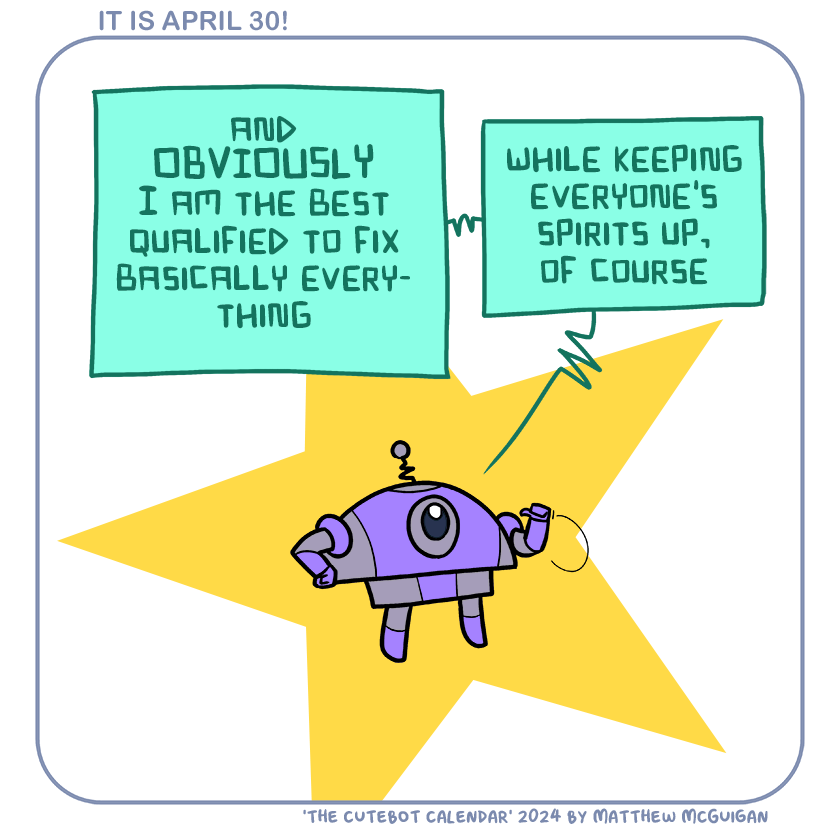 IT IS APRIL 30!
AND
OBVIOUSLY
I AM THE BEST
QUALIFIED TO FIX
BASICALLY EVERY-
THING
WHILE KEEPING
EVERYONE'S
SPIRITS UP,
OF COURSE
'THE CUTEBOT CALENDAR' 2024 BY MATTHEW MCGUIGAN